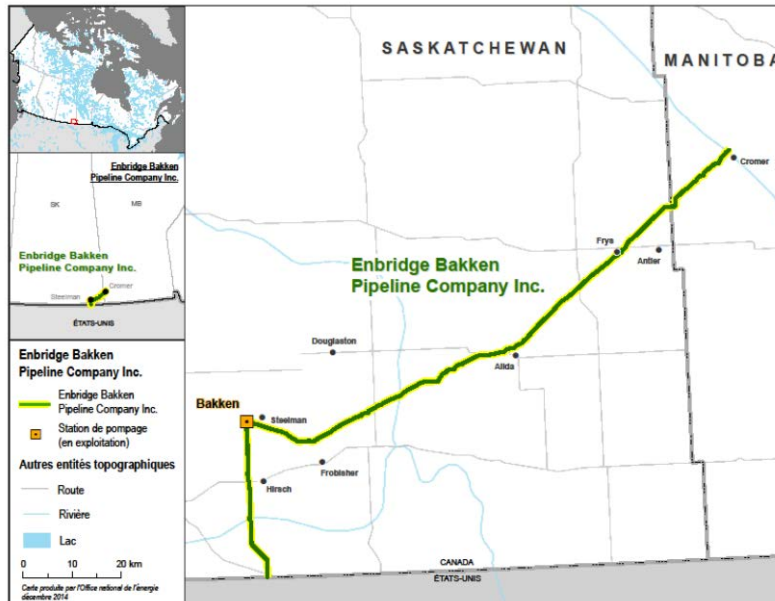 Enbridge Bakken
Pipeline Company Inc.
SK
MB
Enbridge Bakken
Pipeline Company Inc.
Cromer
Steelman
ÉTATS-UNIS
Enbridge Bakken
Pipeline Company Inc.
Enbridge Bakken
Pipeline Company Inc.
Station de pompage
(en exploitation)
Autres entités topographiques
Route
Rivière
Lac
0 10 20 km
Carte produite par l'Office national de l'énergie
décembre 2014
SASKATCHEWAN
MANITOBA
Cromer
Frys
Antler
Enbridge Bakken
Pipeline Company Inc.
Douglaston
Alida
Bakken
Steelman
Frobisher
Hirsch
CANADA
ÉTATS-UNIS